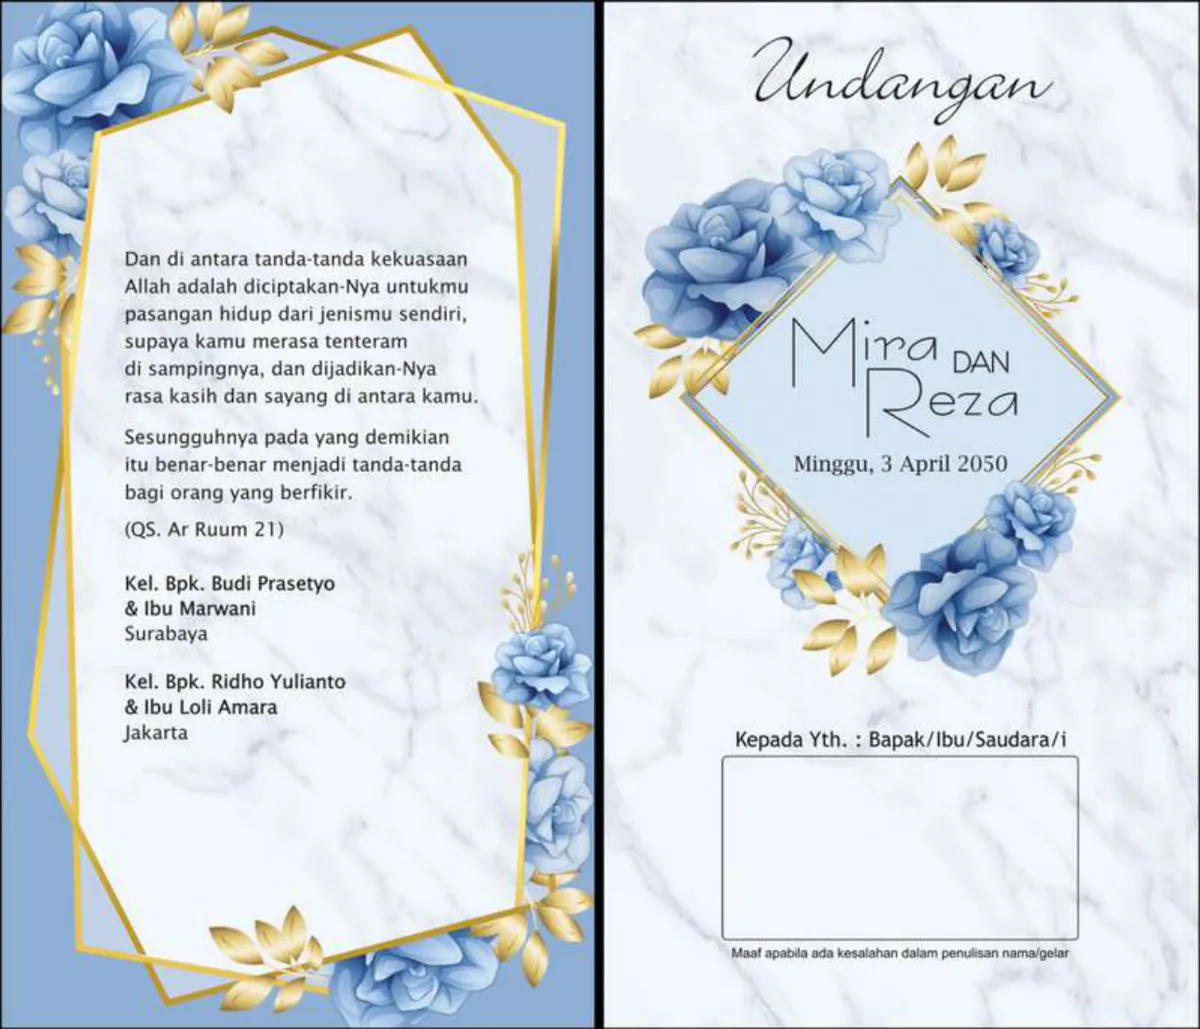 Dan di antara tanda-tanda kekuasaan
Allah adalah diciptakan-Nya untukmu
pasangan hidup dari jenismu sendiri,
supaya kamu merasa tenteram
di sampingnya, dan dijadikan-Nya
rasa kasih dan sayang di antara kamu.
Sesungguhnya pada yang demikian
itu benar-benar menjadi tanda-tanda
bagi orang yang berfikir.
(QS. Ar Ruum 21)
Kel. Bpk. Budi Prasetyo
& Ibu Marwani
Surabaya
Kel. Bpk. Ridho Yulianto
& Ibu Loli Amara
Jakarta
Undangan
Mira DAN
Reza
Minggu, 3 April 2050
Kepada Yth. : Bapak/Ibu/Saudara/i
Maaf apabila ada kesalahan dalam penulisan nama/gelar